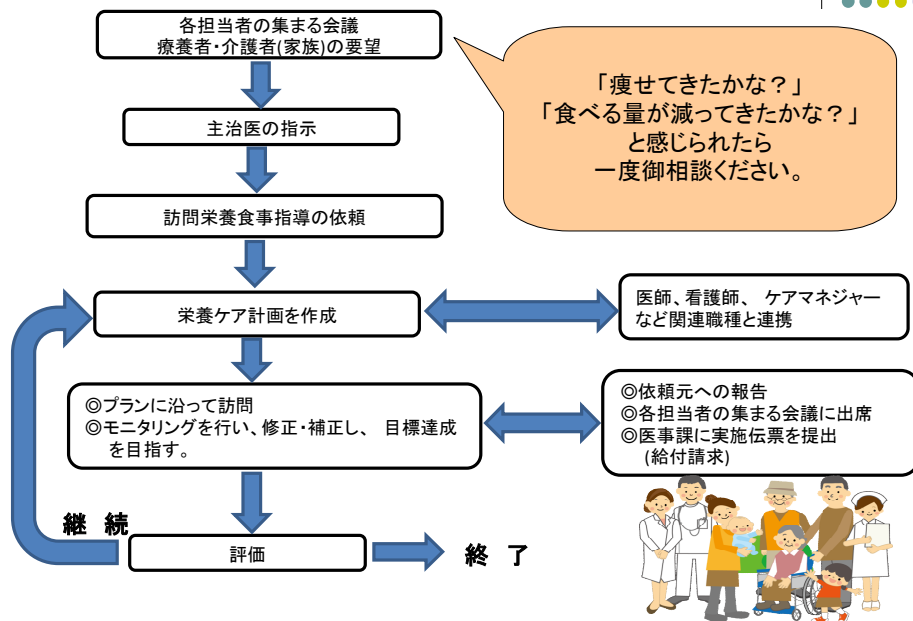 各担当者の集まる会議
療養者・介護者(家族)の要望
「痩せてきたかな？」
「食べる量が減ってきたかな？」
と感じられたら
一度御相談ください。
主治医の指示
訪問栄養食事指導の依頼
栄養ケア計画を作成
医師、看護師、 ケアマネジャー
など関連職種と連携
◎プランに沿って訪問
◎モニタリングを行い、修正・補正し、 目標達成
を目指す。
◎依頼元への報告
◎各担当者の集まる会議に出席
◎医事課に実施伝票を提出
(給付請求)
継 続
評価
終 了